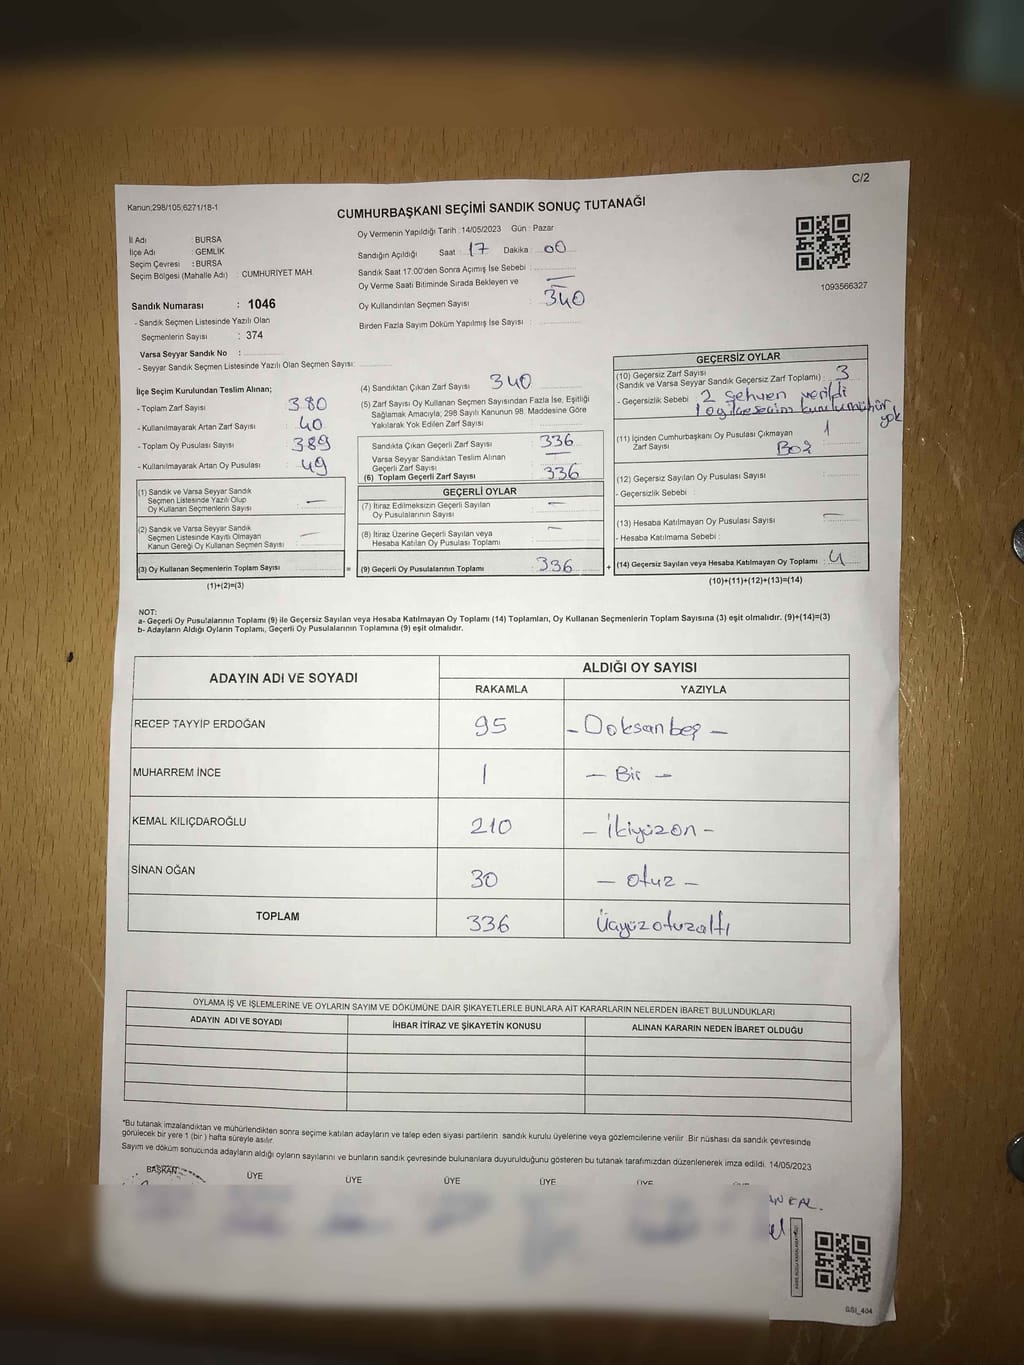 C/2
Kanun;298/105;6271/18-1
CUMHURBAŞKANI SEÇİMİ SANDIK SONUÇ TUTANAĞI
Oy Vermenin Yapıldığı Tarih : 14/05/2023 Gün : Pazar
İl Adı : BURSA
İlçe Adı : GEMLİK
Seçim Çevresi : BURSA
Seçim Bölgesi (Mahalle Adı) : CUMHURİYET MAH.
Sandığın Açıldığı Saat : 17 Dakika : 00
Sandık Saat 17:00'den Sonra Açımış İse Sebebi :
Oy Verme Saati Bitiminde Sırada Bekleyen ve
Oy Kullandırılan Seçmen Sayısı : 340
Birden Fazla Sayım Döküm Yapılmış İse Sayısı :
1093566327
Sandık Numarası : 1046
- Sandık Seçmen Listesinde Yazılı Olan
Seçmenlerin Sayısı : 374
Varsa Seyyar Sandık No :
- Seyyar Sandık Seçmen Listesinde Yazılı Olan Seçmen Sayısı:
İlçe Seçim Kurulundan Teslim Alınan;
- Toplam Zarf Sayısı : 380
- Kullanılmayarak Artan Zarf Sayısı : 40
- Toplam Oy Pusulası Sayısı : 389
- Kullanılmayarak Artan Oy Pusulası : 49
(1) Sandık ve Varsa Seyyar Sandık
Seçmen Listesinde Yazılı Olup
Oy Kullanan Seçmenlerin Sayısı : —
(2) Sandık ve Varsa Seyyar Sandık
Seçmen Listesinde Kayıtlı Olmayan
Kanun Gereği Oy Kullanan Seçmen Sayısı : —
(3) Oy Kullanan Seçmenlerin Toplam Sayısı :
(1)+(2)=(3)
(4) Sandıktan Çıkan Zarf Sayısı : 340
(5) Zarf Sayısı Oy Kullanan Seçmen Sayısından Fazla İse, Eşitliği
Sağlamak Amacıyla; 298 Sayılı Kanunun 98. Maddesine Göre
Yakılarak Yok Edilen Zarf Sayısı :
Sandıkta Çıkan Geçerli Zarf Sayısı : 336
Varsa Seyyar Sandıktan Teslim Alınan
Geçerli Zarf Sayısı : —
(6) Toplam Geçerli Zarf Sayısı : 336
GEÇERLİ OYLAR
(7) İtiraz Edilmeksizin Geçerli Sayılan
Oy Pusulalarının Sayısı : —
(8) İtiraz Üzerine Geçerli Sayılan veya
Hesaba Katılan Oy Pusulası Toplamı : —
= (9) Geçerli Oy Pusulalarının Toplamı : 336 +
GEÇERSİZ OYLAR
(10) Geçersiz Zarf Sayısı
(Sandık ve Varsa Seyyar Sandık Geçersiz Zarf Toplamı) : 3
- Geçersizlik Sebebi : 2 Sehven verildi
yok
(11) İçinden Cumhurbaşkanı Oy Pusulası Çıkmayan
Zarf Sayısı : 1
Boş
(12) Geçersiz Sayılan Oy Pusulası Sayısı :
- Geçersizlik Sebebi :
(13) Hesaba Katılmayan Oy Pusulası Sayısı : —
- Hesaba Katılmama Sebebi :
(14) Geçersiz Sayılan veya Hesaba Katılmayan Oy Toplamı : 4
(10)+(11)+(12)+(13)=(14)
NOT:
a- Geçerli Oy Pusulalarının Toplamı (9) ile Geçersiz Sayılan veya Hesaba Katılmayan Oy Toplamı (14) Toplamları, Oy Kullanan Seçmenlerin Toplam Sayısına (3) eşit olmalıdır. (9)+(14)=(3)
b- Adayların Aldığı Oyların Toplamı, Geçerli Oy Pusulalarının Toplamına (9) eşit olmalıdır.
ADAYIN ADI VE SOYADI
ALDIĞI OY SAYISI
RAKAMLA YAZIYLA
RECEP TAYYİP ERDOĞAN 95 - Doksanbeş -
MUHARREM İNCE 1 - Bir -
KEMAL KILIÇDAROĞLU 210 - İkiyüzon -
SİNAN OĞAN 30 - otuz -
TOPLAM 336 Üçyüzotuzaltı
OYLAMA İŞ VE İŞLEMLERİNE VE OYLARIN SAYIM VE DÖKÜMÜNE DAİR ŞİKAYETLERLE BUNLARA AİT KARARLARIN NELERDEN İBARET BULUNDUKLARI
ADAYIN ADI VE SOYADI İHBAR İTİRAZ VE ŞİKAYETİN KONUSU ALINAN KARARIN NEDEN İBARET OLDUĞU
*Bu tutanak imzalandıktan ve mühürlendikten sonra seçime katılan adayların ve talep eden siyasi partilerin sandık kurulu üyelerine veya gözlemcilerine verilir. Bir nüshası da sandık çevresinde
görülecek bir yere 1 (bir) hafta süreyle asılır.
Sayım ve döküm sonucunda adayların aldığı oyların sayılarını ve bunların sandık çevresinde bulunanlara duyurulduğunu gösteren bu tutanak tarafımızdan düzenlenerek imza edildi. 14/05/2023
BAŞKAN ÜYE ÜYE ÜYE ÜYE ÜYE
GSI_404